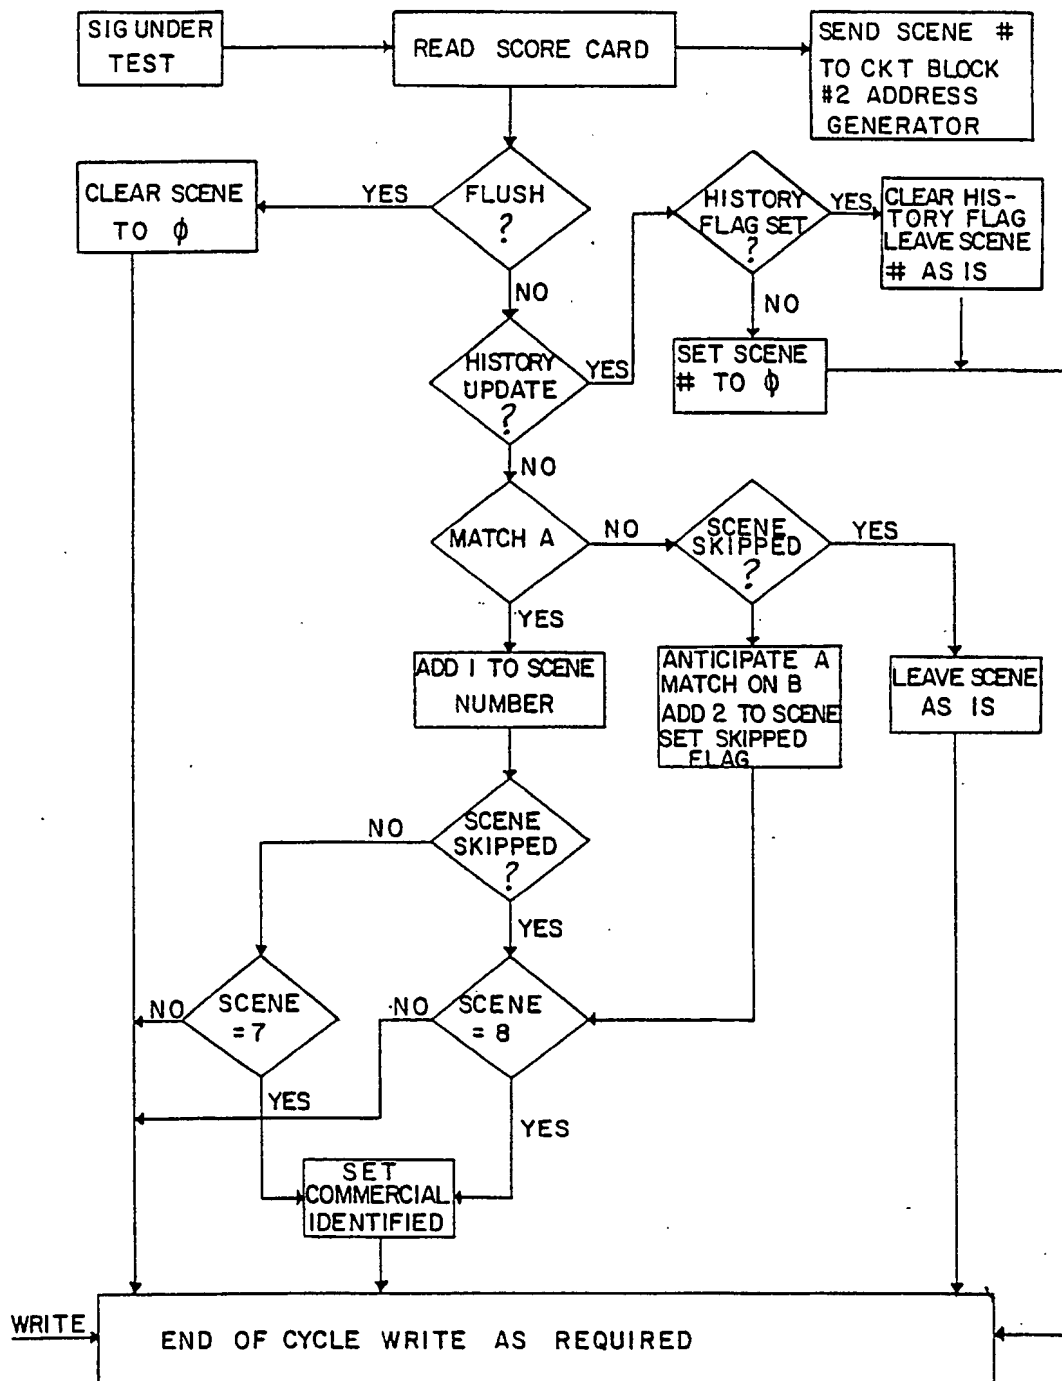 SIG UNDER
TEST
READ SCORE CARD
SEND SCENE #
TO CKT BLOCK
#2 ADDRESS
GENERATOR
CLEAR SCENE
TO ϕ
YES
FLUSH
?
NO
HISTORY
FLAG SET
?
YES
CLEAR HIS-
TORY FLAG
LEAVE SCENE
# AS IS
NO
SET SCENE
# TO ϕ
HISTORY
UPDATE
?
YES
NO
MATCH A
NO
SCENE
SKIPPED
?
YES
YES
ADD 1 TO SCENE
NUMBER
ANTICIPATE A
MATCH ON B
ADD 2 TO SCENE
SET SKIPPED
FLAG
LEAVE SCENE
AS IS
NO
SCENE
SKIPPED
?
YES
NO
SCENE
=7
NO
SCENE
= 8
YES
YES
SET
COMMERCIAL
IDENTIFIED
WRITE
END OF CYCLE WRITE AS REQUIRED